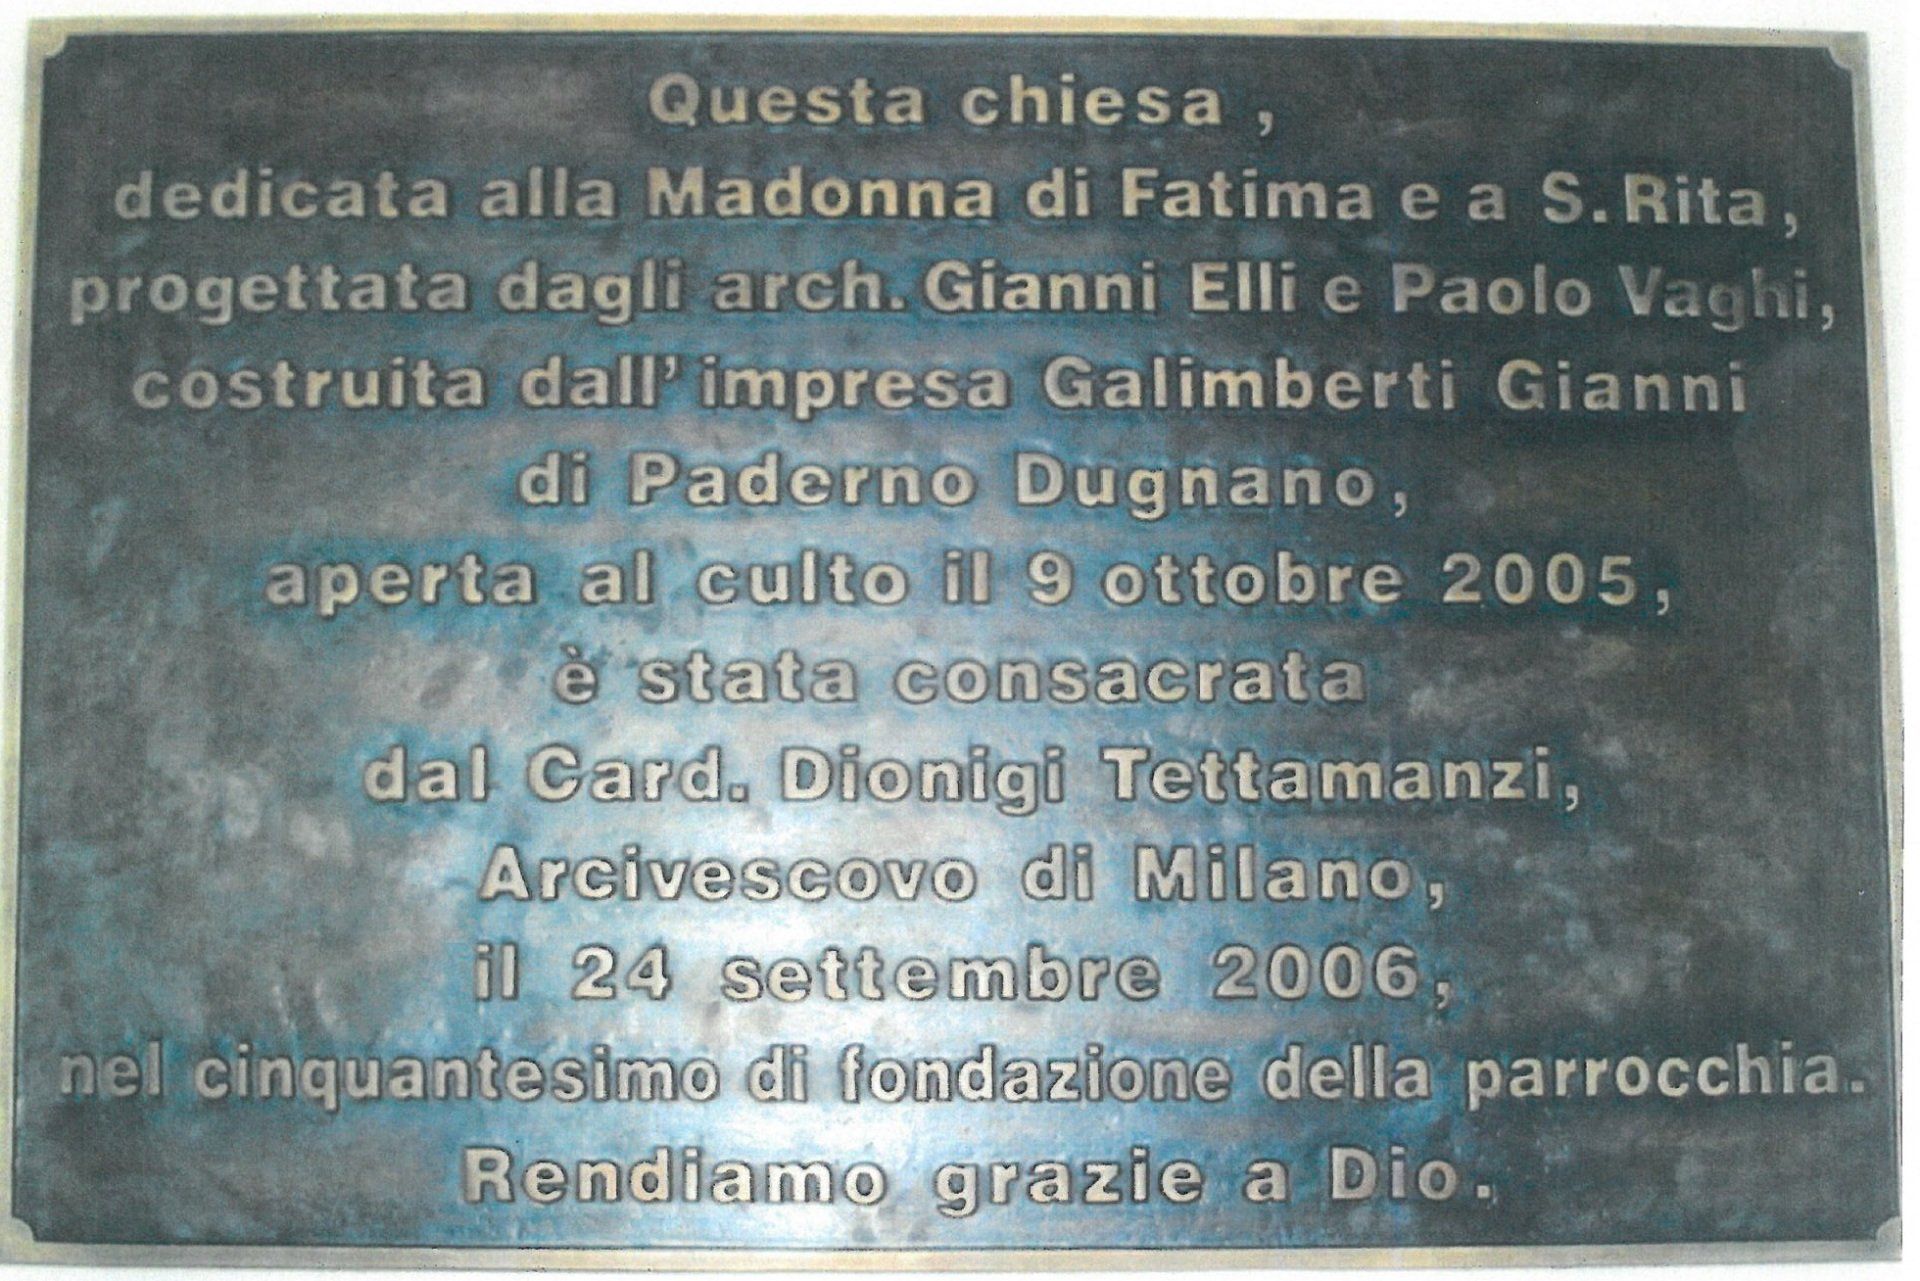 Questa chiesa ,
dedicata alla Madonna di Fatima e a S. Rita,
progettata dagli arch. Gianni Elli e Paolo Vaghi,
costruita dall'impresa Galimberti Gianni
di Paderno Dugnano,
aperta al culto il 9 ottobre 2005,
è stata consacrata
dal Card. Dionigi Tettamanzi,
Arcivescovo di Milano,
il 24 settembre 2006,
nel cinquantesimo di fondazione della parrocchia.
Rendiamo grazie a Dio.